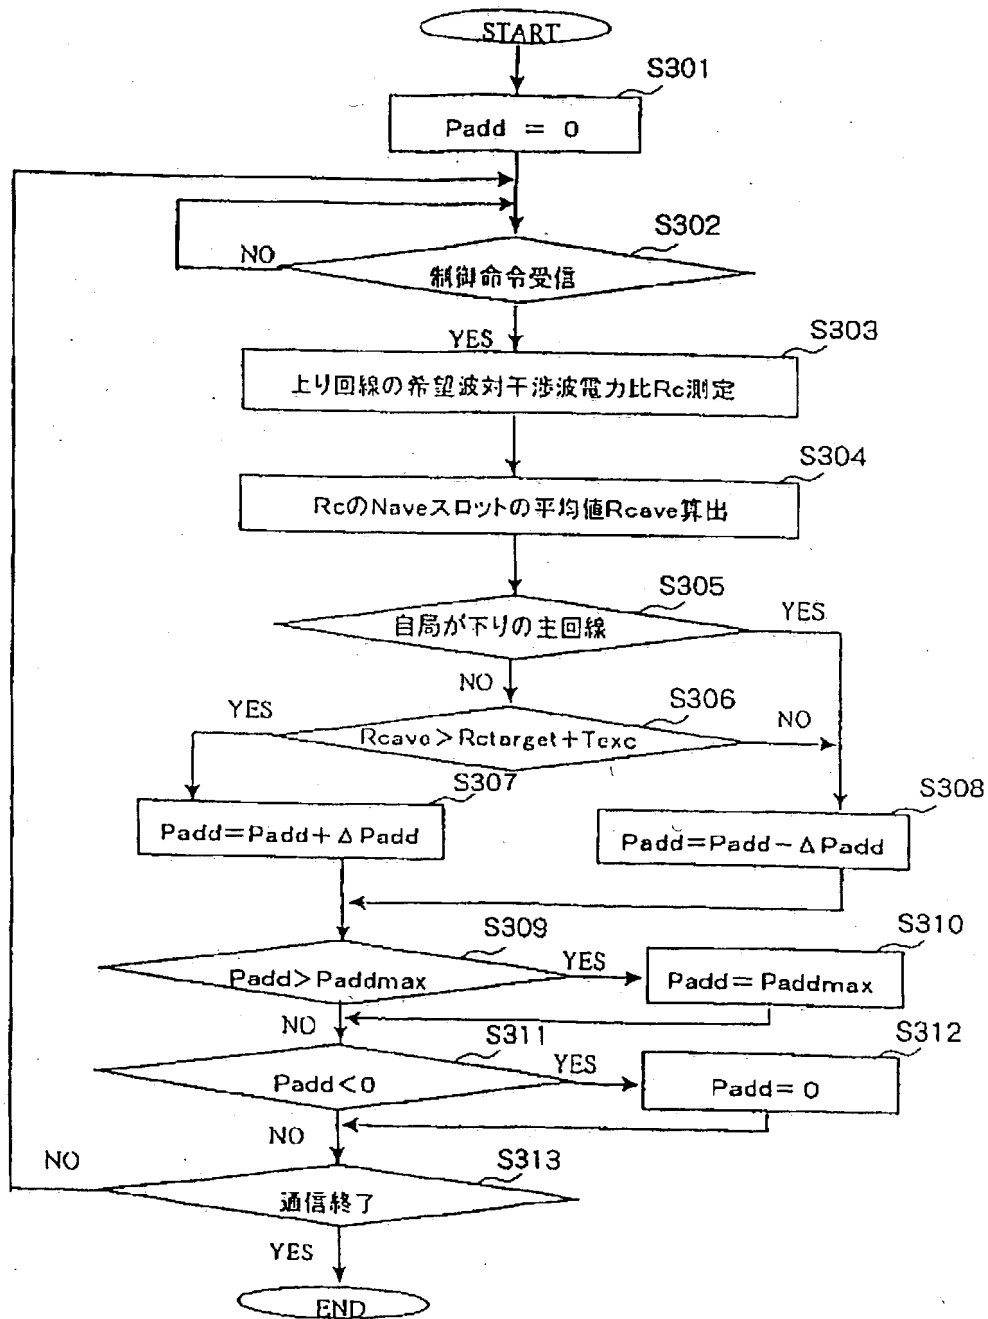 START
S301
Padd = 0
S302
NO
制御命令受信
YES
S303
上り回線の希望波対干渉波電力比Rc測定
S304
RcのNaveスロットの平均値Rcave算出
S305
自局が下りの主回線
YES
NO
S306
YES
Rcave>Rctarget+Texc
NO
S307
Padd=Padd+ΔPadd
S308
Padd=Padd-ΔPadd
S309
Padd>Paddmax
YES
S310
Padd=Paddmax
NO
S311
Padd<0
YES
S312
Padd=0
NO
S313
NO
通信終了
YES
END